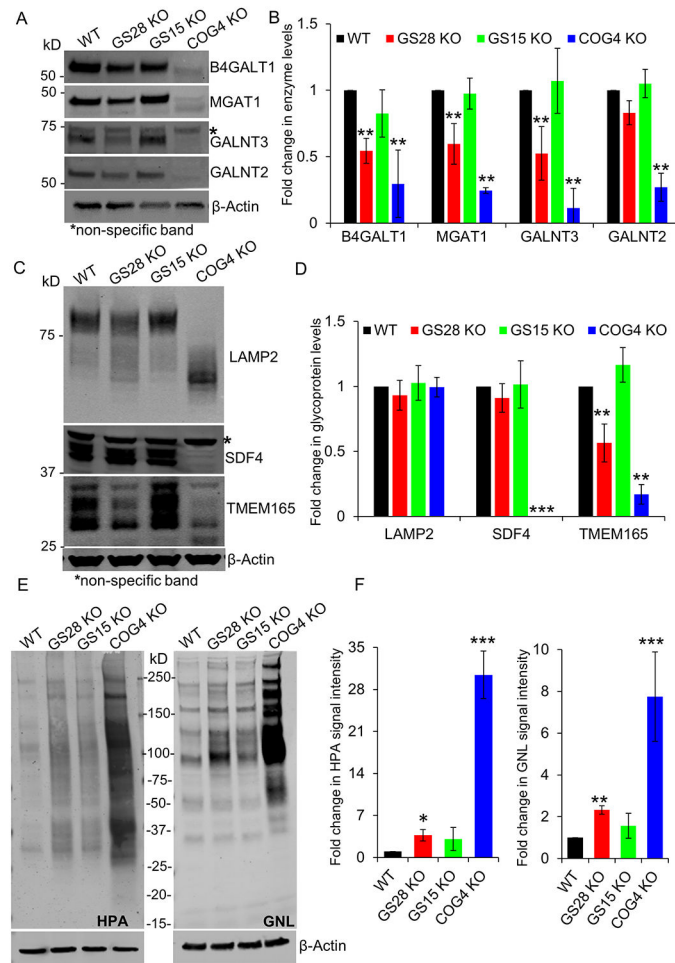 A
kD
WT
GS28 KO
GS15 KO
COG4 KO
50
B4GALT1
50
MGAT1
75
*
GALNT3
GALNT2
50
β-Actin
*non-specific band
B
WT GS28 KO GS15 KO COG4 KO
Fold change in enzyme levels
1
0.5
0
** ** ** ** ** ** **
B4GALT1 MGAT1 GALNT3 GALNT2
C
kD
WT
GS28 KO
GS15 KO
COG4 KO
75
LAMP2
*
SDF4
37
TMEM165
25
β-Actin
*non-specific band
D
WT GS28 KO GS15 KO COG4 KO
Fold change in glycoprotein levels
1.5
1
0.5
0
*** ** **
LAMP2 SDF4 TMEM165
E
WT
GS28 KO
GS15 KO
COG4 KO
kD
WT
GS28 KO
GS15 KO
COG4 KO
-250-
-150-
-100-
-75-
-50-
-37-
-25-
-20-
-15-
HPA
GNL
β-Actin
F
Fold change in HPA signal intensity
35
28
21
14
7
0
* ***
WT
GS28 KO
GS15 KO
COG4 KO
Fold change in GNL signal intensity
10
8
6
4
2
0
** ***
WT
GS28 KO
GS15 KO
COG4 KO